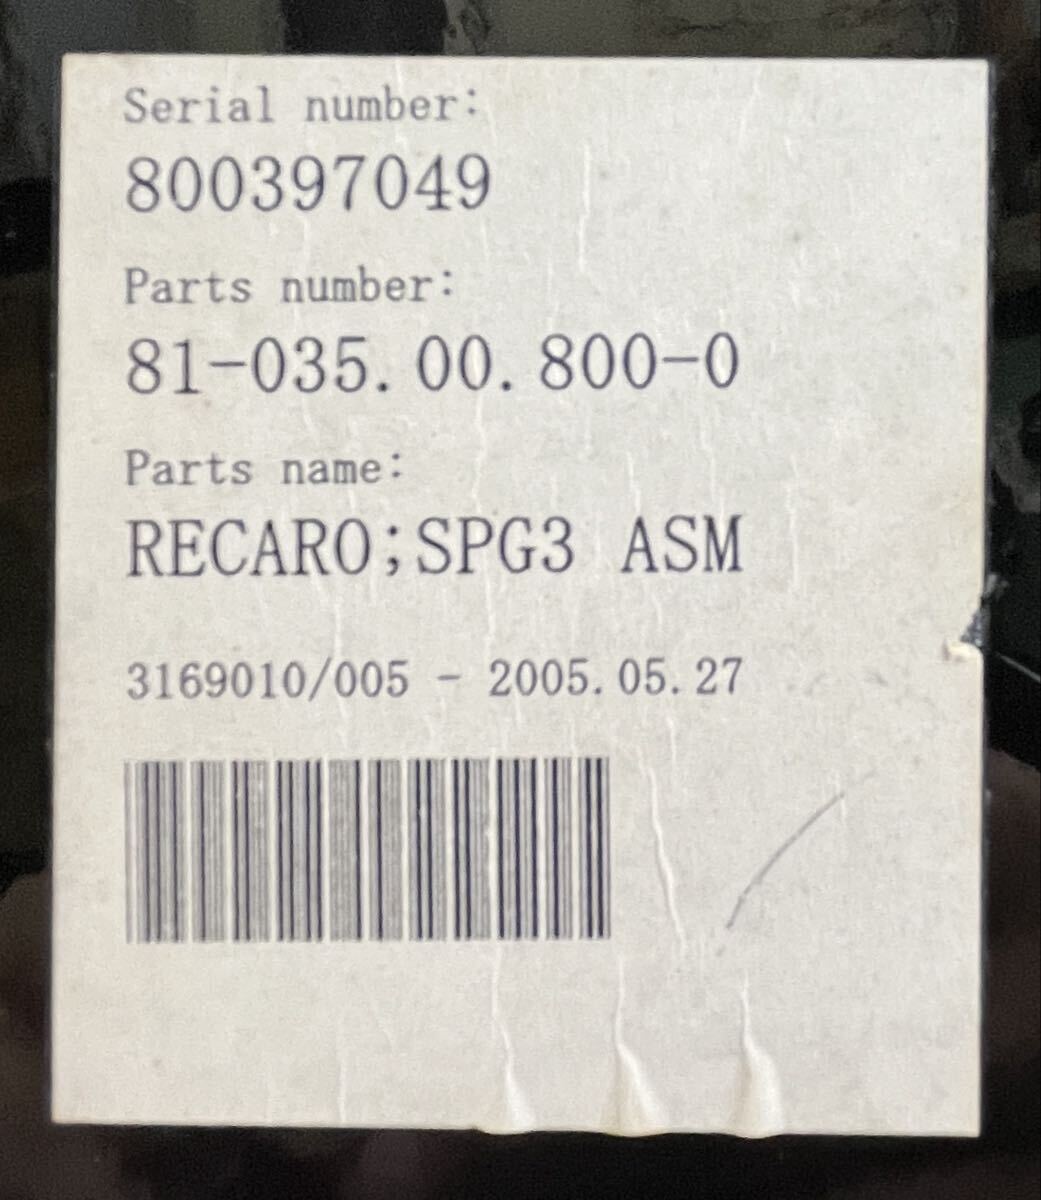 Serial number:
800397049
Parts number:
81-035.00.800-0
Parts name:
RECARO;SPG3 ASM
3169010/005 - 2005.05.27